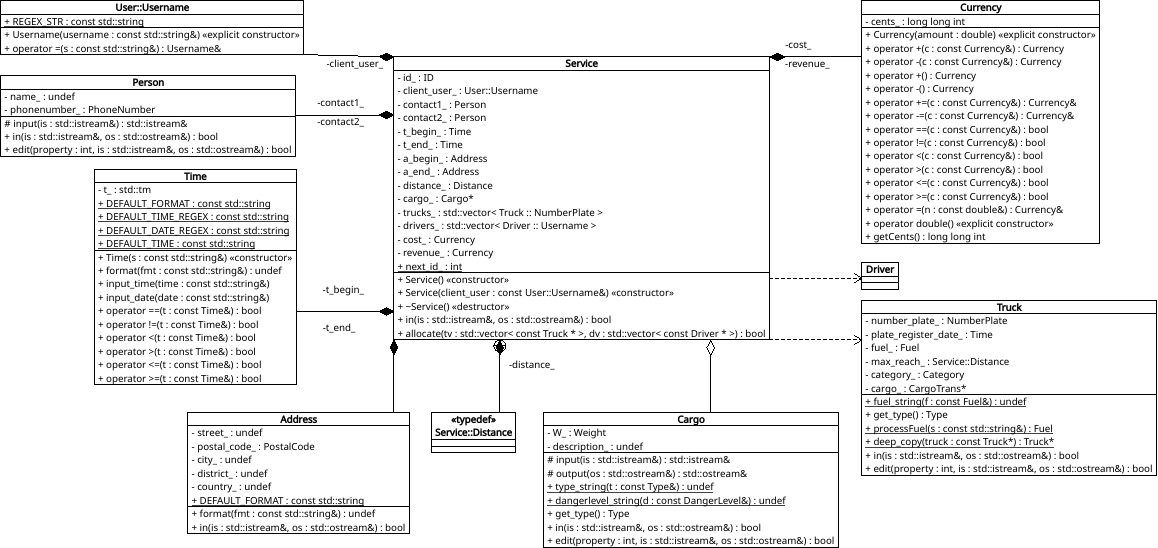 User::Username
+ REGEX_STR : const std::string
+ Username(username : const std::string&) «explicit constructor»
+ operator =(s : const std::string&) : Username&
-client_user_
Person
- name_ : undef
- phonenumber_ : PhoneNumber
# input(is : std::istream&) : std::istream&
+ in(is : std::istream&, os : std::ostream&) : bool
+ edit(property : int, is : std::istream&, os : std::ostream&) : bool
-contact1_
-contact2_
Time
- t_ : std::tm
+ DEFAULT_FORMAT : const std::string
+ DEFAULT_TIME_REGEX : const std::string
+ DEFAULT_DATE_REGEX : const std::string
+ DEFAULT_TIME : const std::string
+ Time(s : const std::string&) «constructor»
+ format(fmt : const std::string&) : undef
+ input_time(time : const std::string&)
+ input_date(date : const std::string&)
+ operator ==(t : const Time&) : bool
+ operator !=(t : const Time&) : bool
+ operator <(t : const Time&) : bool
+ operator >(t : const Time&) : bool
+ operator <=(t : const Time&) : bool
+ operator >=(t : const Time&) : bool
-t_begin_
-t_end_
Service
- id_ : ID
- client_user_ : User::Username
- contact1_ : Person
- contact2_ : Person
- t_begin_ : Time
- t_end_ : Time
- a_begin_ : Address
- a_end_ : Address
- distance_ : Distance
- cargo_ : Cargo*
- trucks_ : std::vector< Truck :: NumberPlate >
- drivers_ : std::vector< Driver :: Username >
- cost_ : Currency
- revenue_ : Currency
+ next_id_ : int
+ Service() «constructor»
+ Service(client_user : const User::Username&) «constructor»
+ ~Service() «destructor»
+ in(is : std::istream&, os : std::ostream&) : bool
+ allocate(tv : std::vector< const Truck * >, dv : std::vector< const Driver * >) : bool
-cost_
-revenue_
Currency
- cents_ : long long int
+ Currency(amount : double) «explicit constructor»
+ operator +(c : const Currency&) : Currency
+ operator -(c : const Currency&) : Currency
+ operator +() : Currency
+ operator -() : Currency
+ operator +=(c : const Currency&) : Currency&
+ operator -=(c : const Currency&) : Currency&
+ operator ==(c : const Currency&) : bool
+ operator !=(c : const Currency&) : bool
+ operator <(c : const Currency&) : bool
+ operator >(c : const Currency&) : bool
+ operator <=(c : const Currency&) : bool
+ operator >=(c : const Currency&) : bool
+ operator =(n : const double&) : Currency&
+ operator double() «explicit constructor»
+ getCents() : long long int
Driver
Truck
- number_plate_ : NumberPlate
- plate_register_date_ : Time
- fuel_ : Fuel
- max_reach_ : Service::Distance
- category_ : Category
- cargo_ : CargoTrans*
+ fuel_string(f : const Fuel&) : undef
+ get_type() : Type
+ processFuel(s : const std::string&) : Fuel
+ deep_copy(truck : const Truck*) : Truck*
+ in(is : std::istream&, os : std::ostream&) : bool
+ edit(property : int, is : std::istream&, os : std::ostream&) : bool
Address
- street_ : undef
- postal_code_ : PostalCode
- city_ : undef
- district_ : undef
- country_ : undef
+ DEFAULT_FORMAT : const std::string
+ format(fmt : const std::string&) : undef
+ in(is : std::istream&, os : std::ostream&) : bool
-distance_
«typedef»
Service::Distance
Cargo
- W_ : Weight
- description_ : undef
# input(is : std::istream&) : std::istream&
# output(os : std::ostream&) : std::ostream&
+ type_string(t : const Type&) : undef
+ dangerlevel_string(d : const DangerLevel&) : undef
+ get_type() : Type
+ in(is : std::istream&, os : std::ostream&) : bool
+ edit(property : int, is : std::istream&, os : std::ostream&) : bool